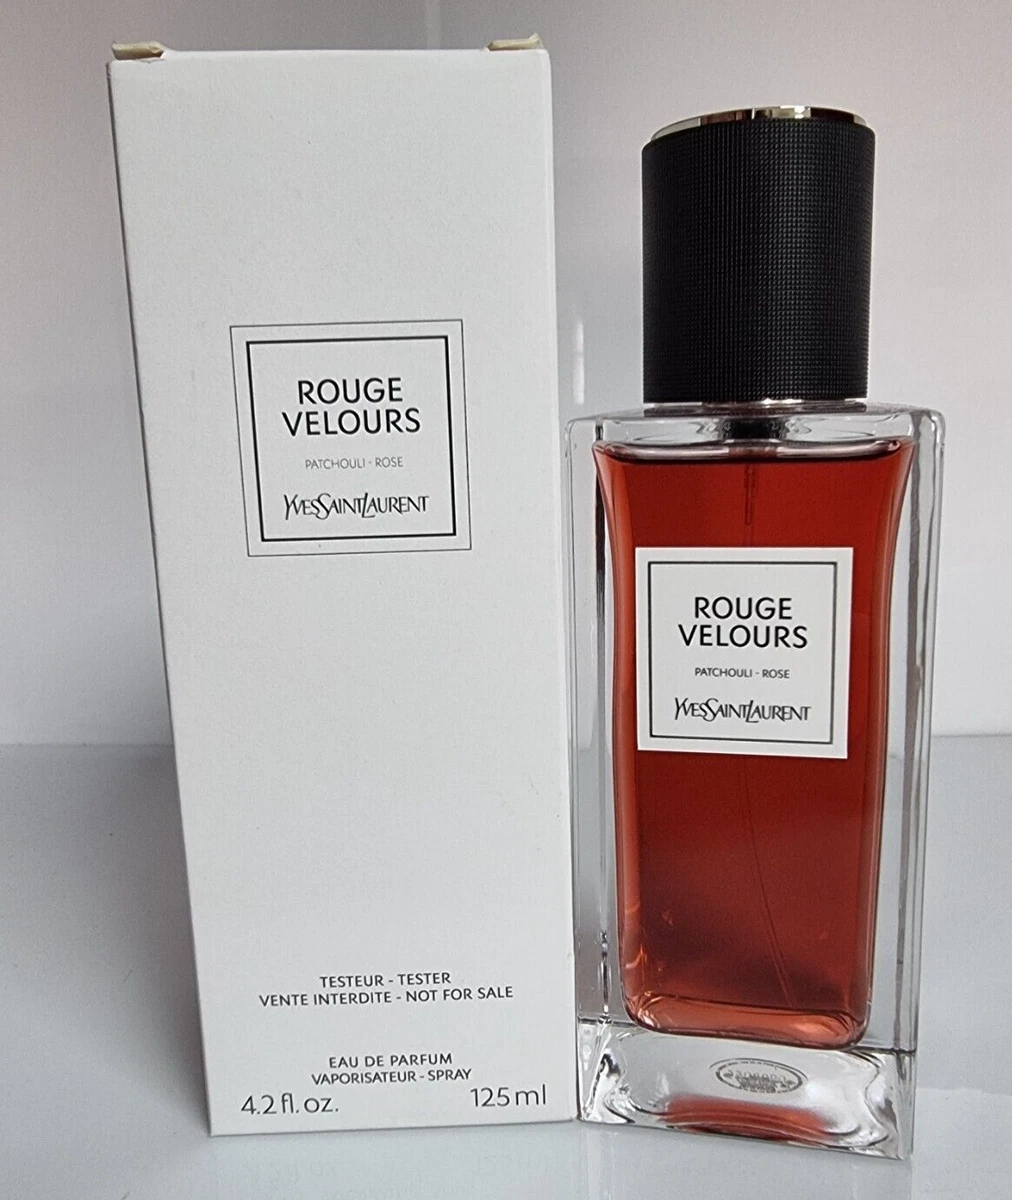 ROUGE
VELOURS
PATCHOULI - ROSE
YVESSAINTLAURENT
TESTEUR - TESTER
VENTE INTERDITE - NOT FOR SALE
EAU DE PARFUM
VAPORISATEUR - SPRAY
4.2 fl. oz. 125 ml
ROUGE
VELOURS
PATCHOULI - ROSE
YVESSAINTLAURENT